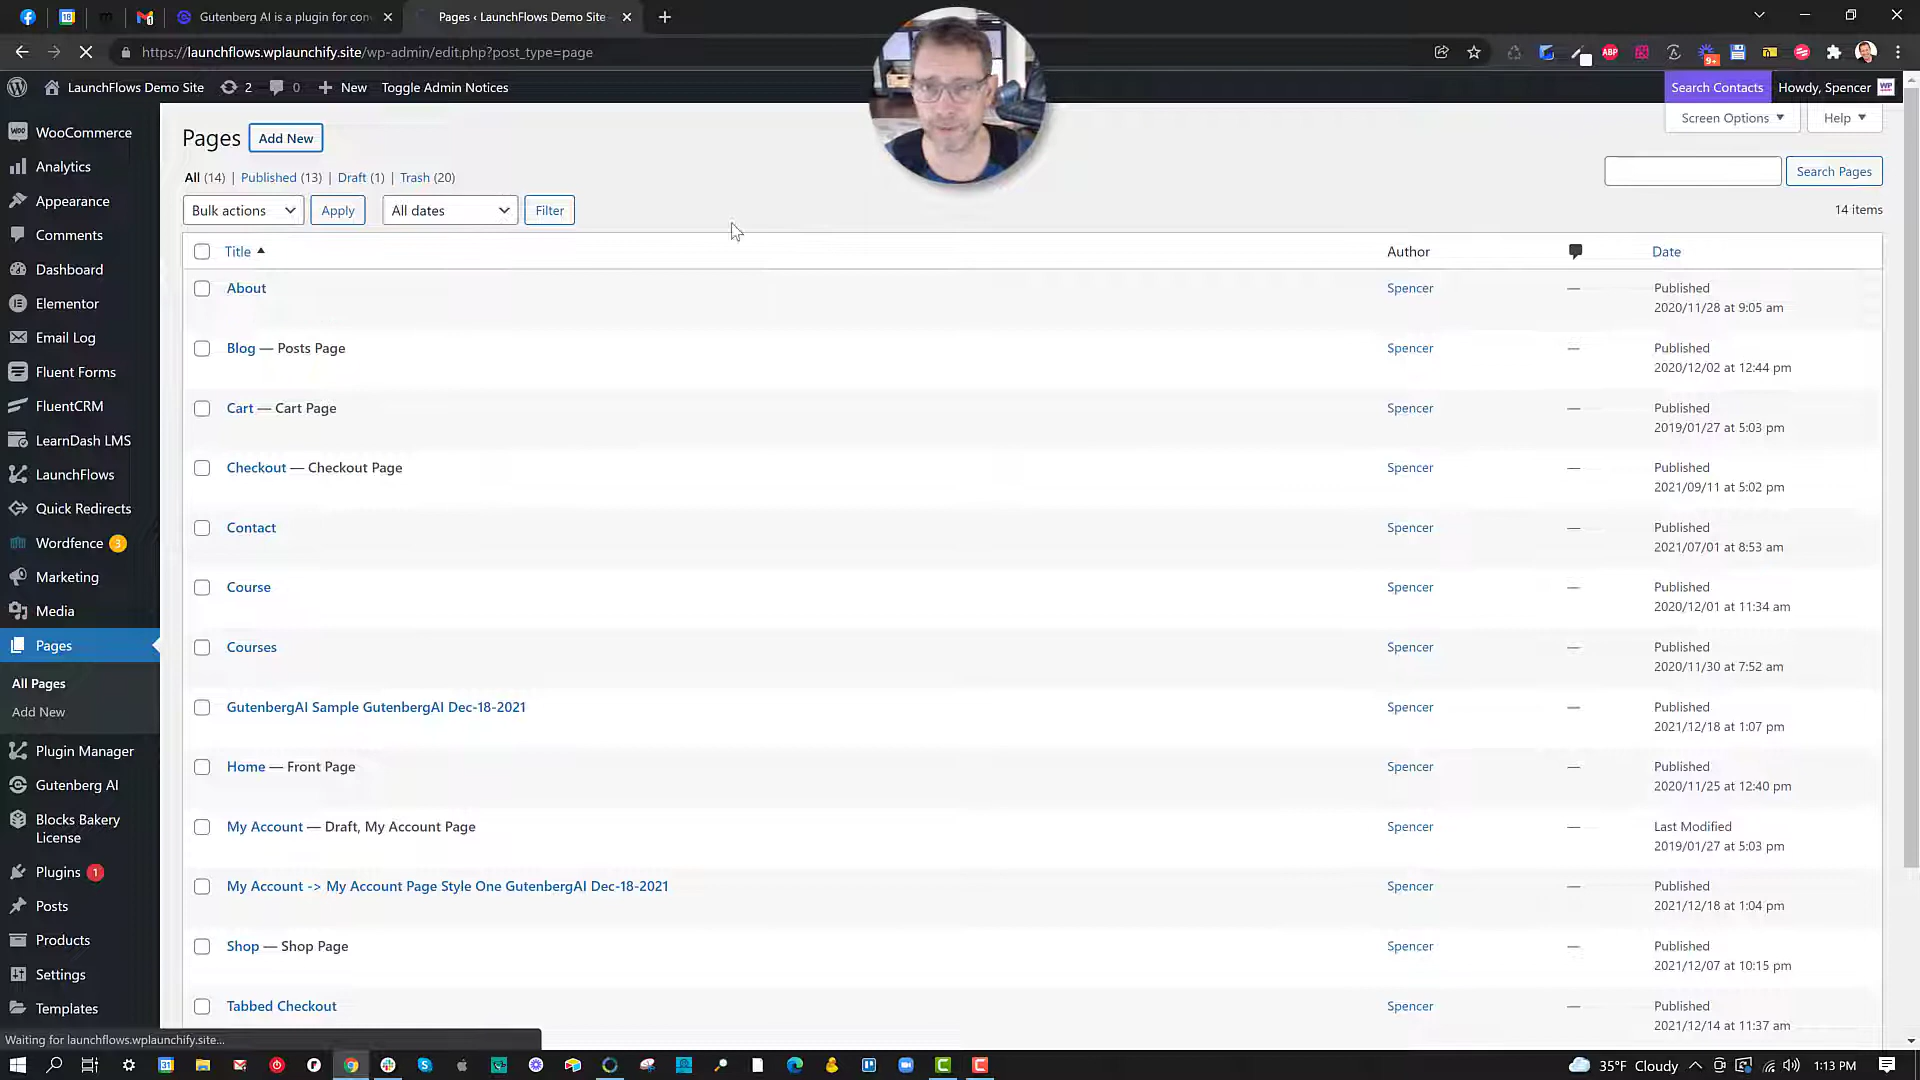 Gutenberg AI is a plugin for con
Pages ‹ LaunchFlows Demo Site
https://launchflows.wplaunchify.site/wp-admin/edit.php?post_type=page
ABP
9+
LaunchFlows Demo Site
2
0
New
Toggle Admin Notices
Search Contacts
Howdy, Spencer
WooCommerce
Analytics
Appearance
Comments
Dashboard
Elementor
Email Log
Fluent Forms
FluentCRM
LearnDash LMS
LaunchFlows
Quick Redirects
Wordfence 3
Marketing
Media
Pages
All Pages
Add New
Plugin Manager
Gutenberg AI
Blocks Bakery
License
Plugins 1
Posts
Products
Settings
Templates
Pages Add New
Screen Options
Help
All (14) | Published (13) | Draft (1) | Trash (20)
Search Pages
Bulk actions
Apply
All dates
Filter
14 items
Title
Author
Date
About
Spencer
—
Published
2020/11/28 at 9:05 am
Blog — Posts Page
Spencer
—
Published
2020/12/02 at 12:44 pm
Cart — Cart Page
Spencer
—
Published
2019/01/27 at 5:03 pm
Checkout — Checkout Page
Spencer
—
Published
2021/09/11 at 5:02 pm
Contact
Spencer
—
Published
2021/07/01 at 8:53 am
Course
Spencer
—
Published
2020/12/01 at 11:34 am
Courses
Spencer
—
Published
2020/11/30 at 7:52 am
GutenbergAI Sample GutenbergAI Dec-18-2021
Spencer
—
Published
2021/12/18 at 1:07 pm
Home — Front Page
Spencer
—
Published
2020/11/25 at 12:40 pm
My Account — Draft, My Account Page
Spencer
—
Last Modified
2019/01/27 at 5:03 pm
My Account -> My Account Page Style One GutenbergAI Dec-18-2021
Spencer
—
Published
2021/12/18 at 1:04 pm
Shop — Shop Page
Spencer
—
Published
2021/12/07 at 10:15 pm
Tabbed Checkout
Spencer
—
Published
2021/12/14 at 11:37 am
Waiting for launchflows.wplaunchify.site...
35°F Cloudy
1:13 PM